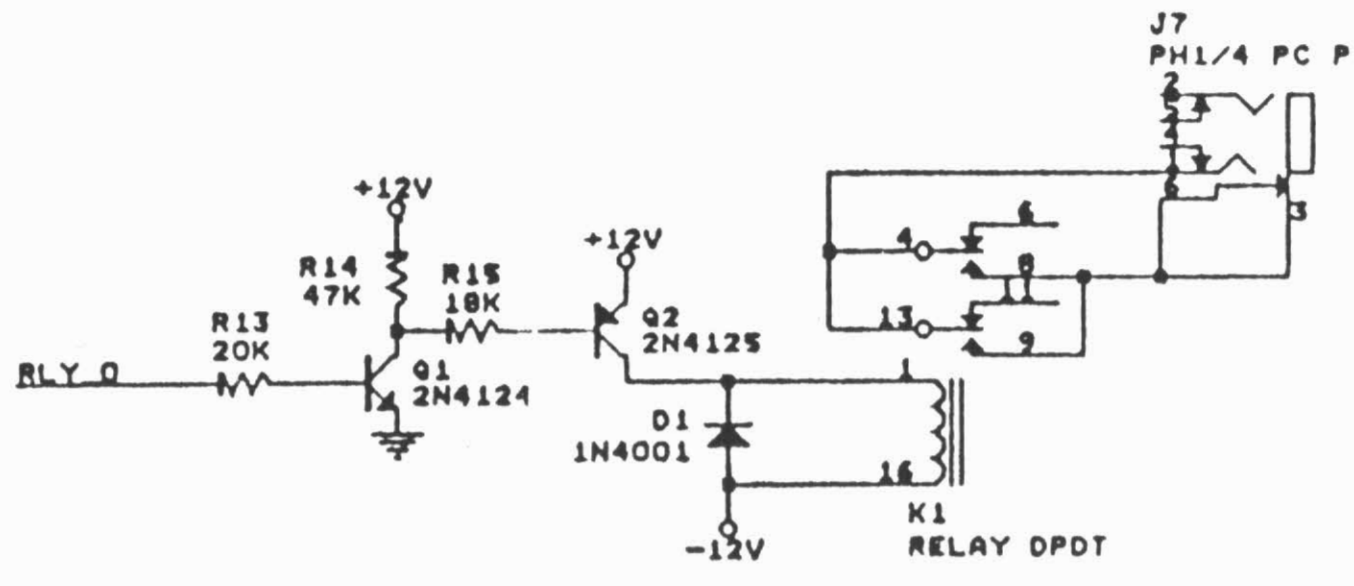 J7
PH1/4 PC P
2
4
3
+12V
R14
47K
R15
18K
+12V
Q2
2N4125
R13
20K
RLY 0
Q1
2N4124
6
4
8
13
9
1
D1
1N4001
16
K1
RELAY DPDT
-12V